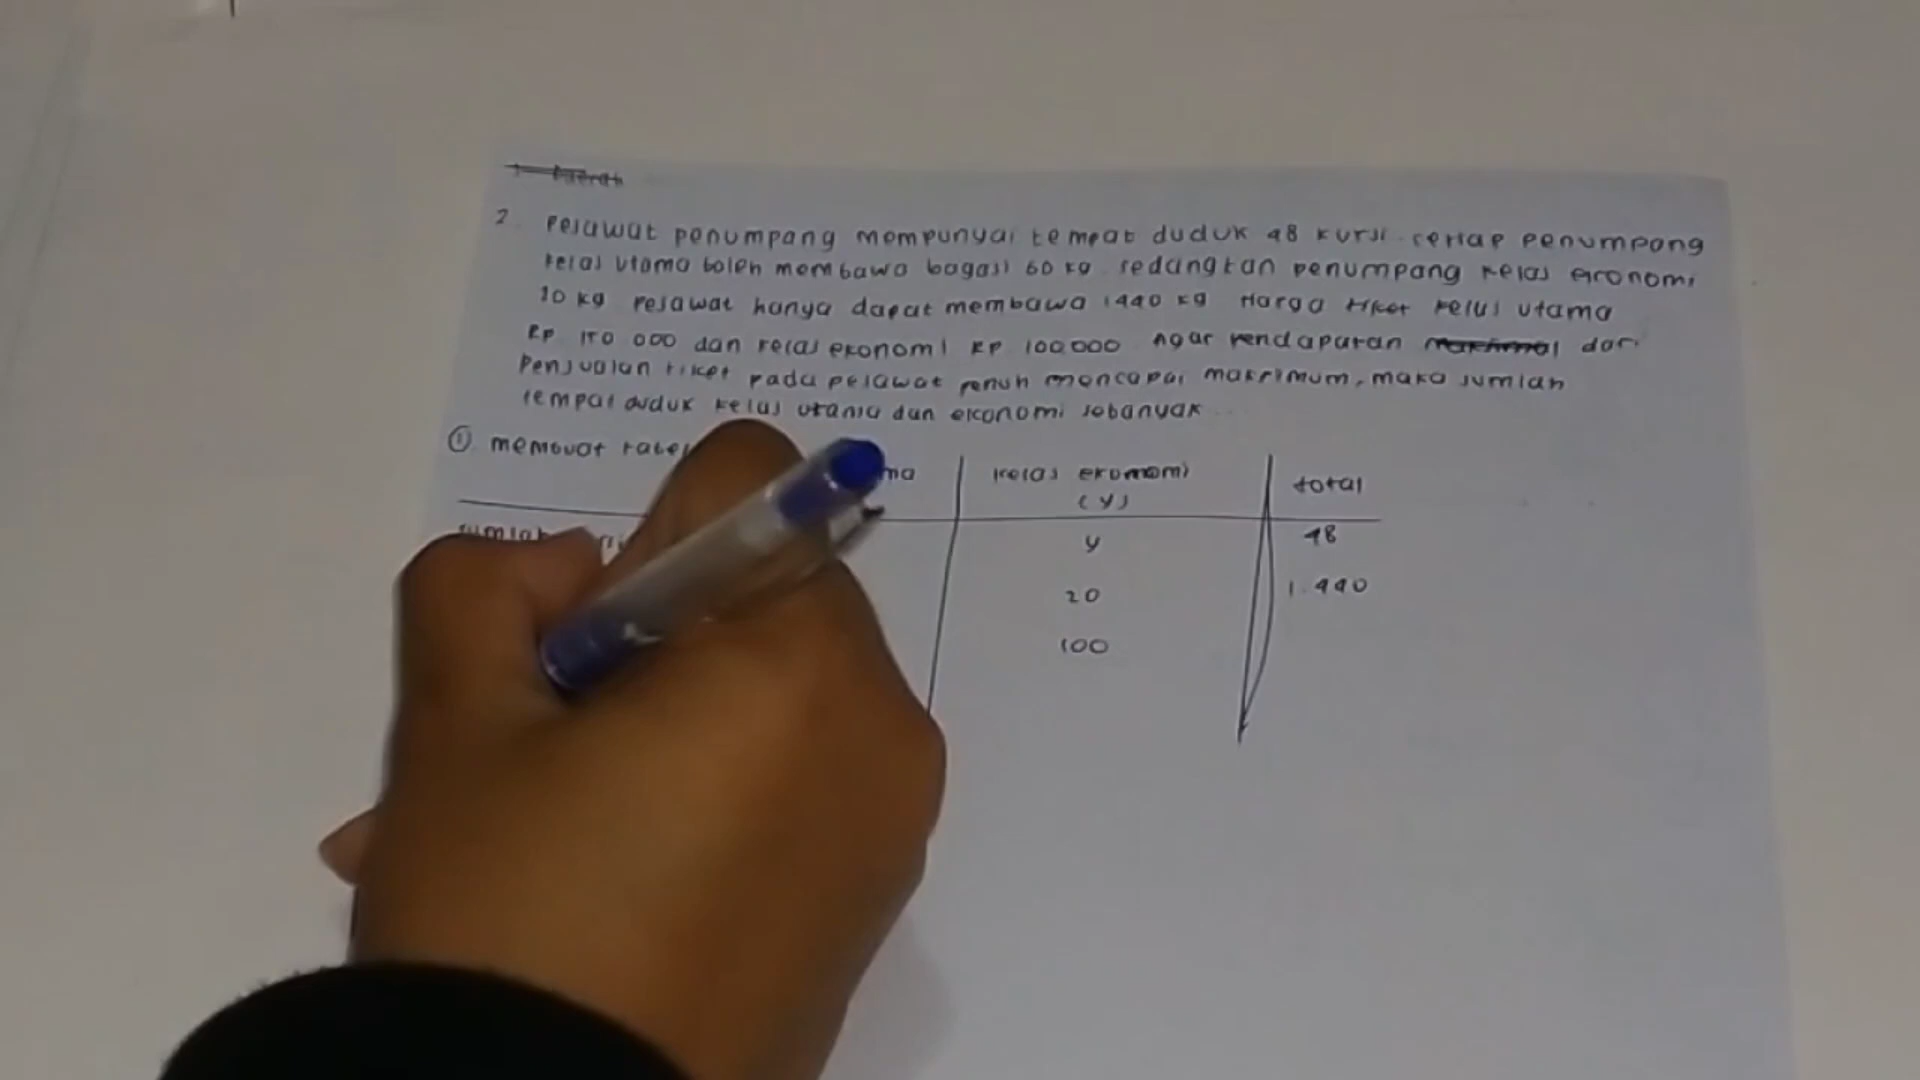 2. Pesawat penumpang mempunyai tempat duduk 48 kursi. setiap penumpang
kelas utama boleh membawa bagasi 60 kg sedangkan penumpang kelas ekonomi
20 kg pesawat hanya dapat membawa 1440 kg Harga tiket kelas utama
Rp 150 000 dan kelas ekonomi Rp 100.000 Agar pendapatan dari
Penjualan tiket pada pesawat penuh mencapai maksimum, maka jumlah
tempat duduk kelas utama dan ekonomi sebanyak...
① membuat tabel
kelas ekonomi total
(y)
y 48
20 1.440
100